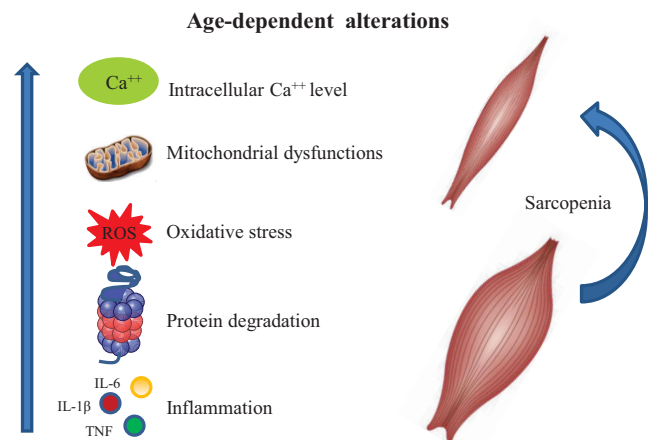 Age-dependent alterations
Ca⁺⁺
Intracellular Ca⁺⁺ level
Mitochondrial dysfunctions
Sarcopenia
ROS
Oxidative stress
Protein degradation
IL-6
IL-1β
TNF
Inflammation